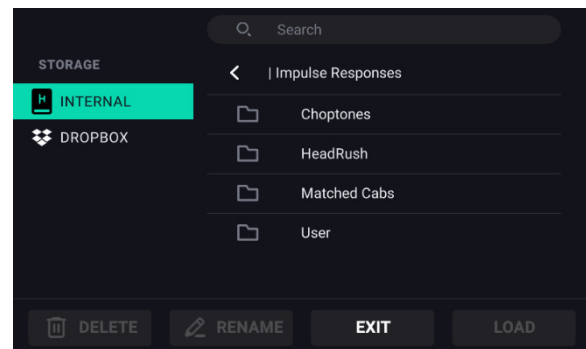 Search
STORAGE
| Impulse Responses
H INTERNAL
Choptones
DROPBOX
HeadRush
Matched Cabs
User
DELETE
RENAME
EXIT
LOAD